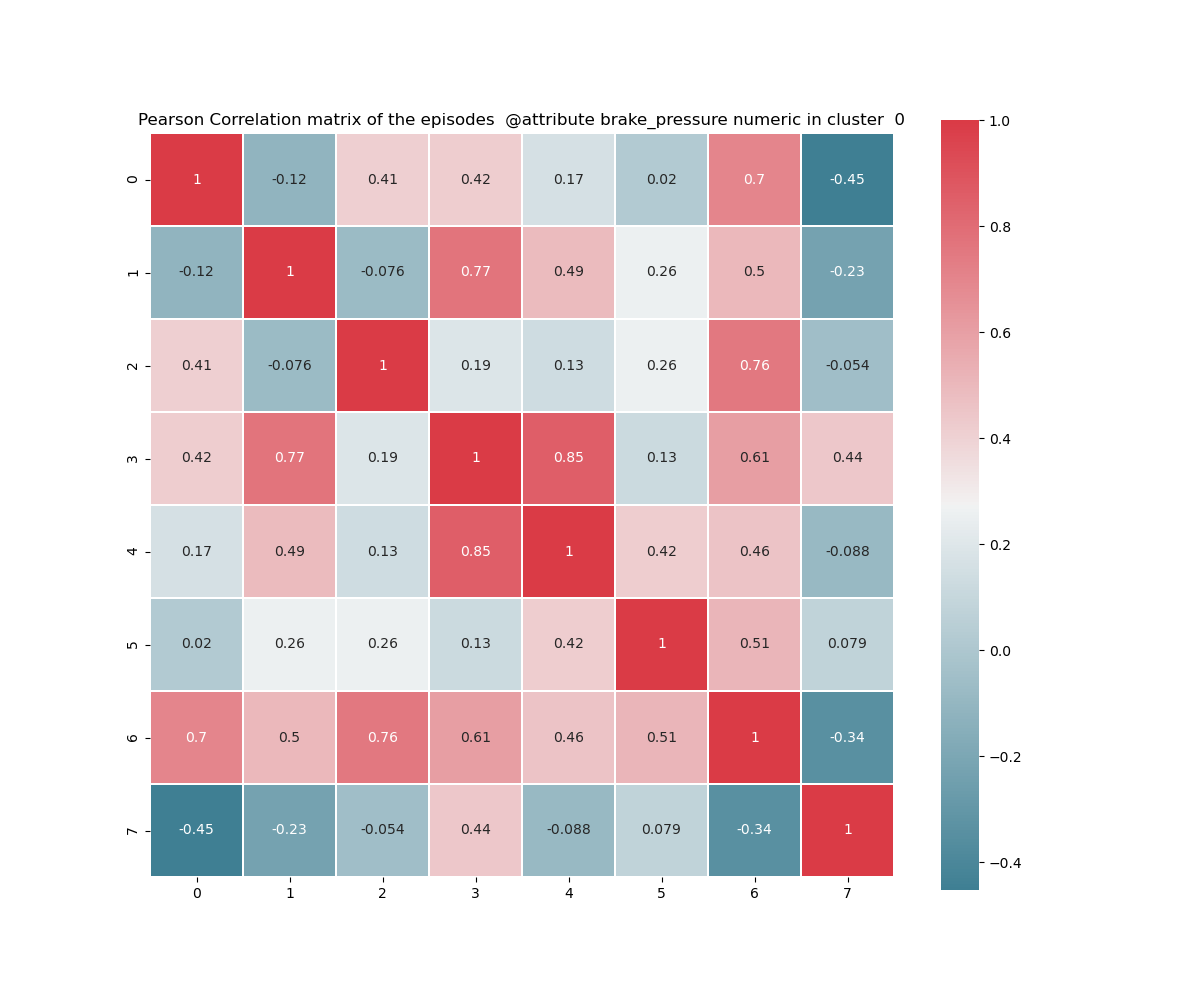 Pearson Correlation matrix of the episodes  @attribute brake_pressure numeric in cluster  0
0 1 -0.12 0.41 0.42 0.17 0.02 0.7 -0.45
1 -0.12 1 -0.076 0.77 0.49 0.26 0.5 -0.23
2 0.41 -0.076 1 0.19 0.13 0.26 0.76 -0.054
3 0.42 0.77 0.19 1 0.85 0.13 0.61 0.44
4 0.17 0.49 0.13 0.85 1 0.42 0.46 -0.088
5 0.02 0.26 0.26 0.13 0.42 1 0.51 0.079
6 0.7 0.5 0.76 0.61 0.46 0.51 1 -0.34
7 -0.45 -0.23 -0.054 0.44 -0.088 0.079 -0.34 1
0 1 2 3 4 5 6 7
1.0
0.8
0.6
0.4
0.2
0.0
−0.2
−0.4